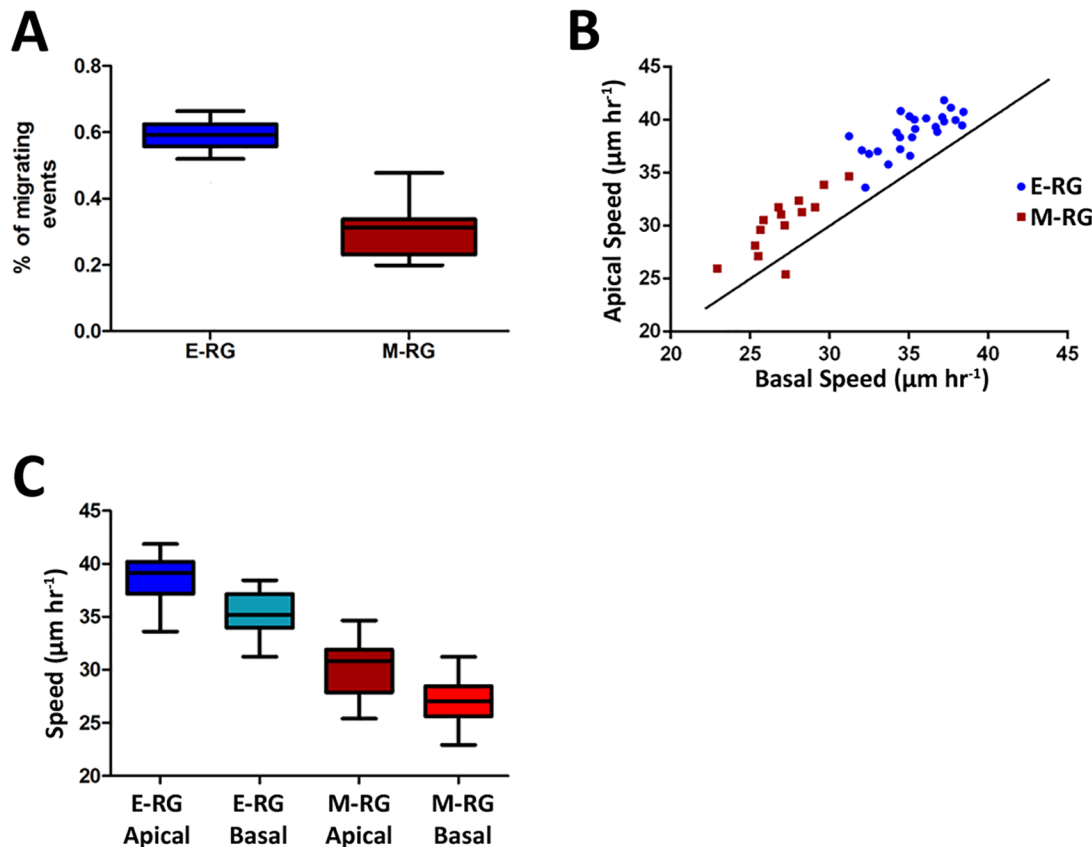 A
% of migrating
events
0.8
0.6
0.4
0.2
0.0
E-RG
M-RG
B
Apical Speed (µm hr⁻¹)
45
40
35
30
25
20
20 25 30 35 40 45
Basal Speed (µm hr⁻¹)
E-RG
M-RG
C
Speed (µm hr⁻¹)
45
40
35
30
25
20
E-RG E-RG M-RG M-RG
Apical Basal Apical Basal